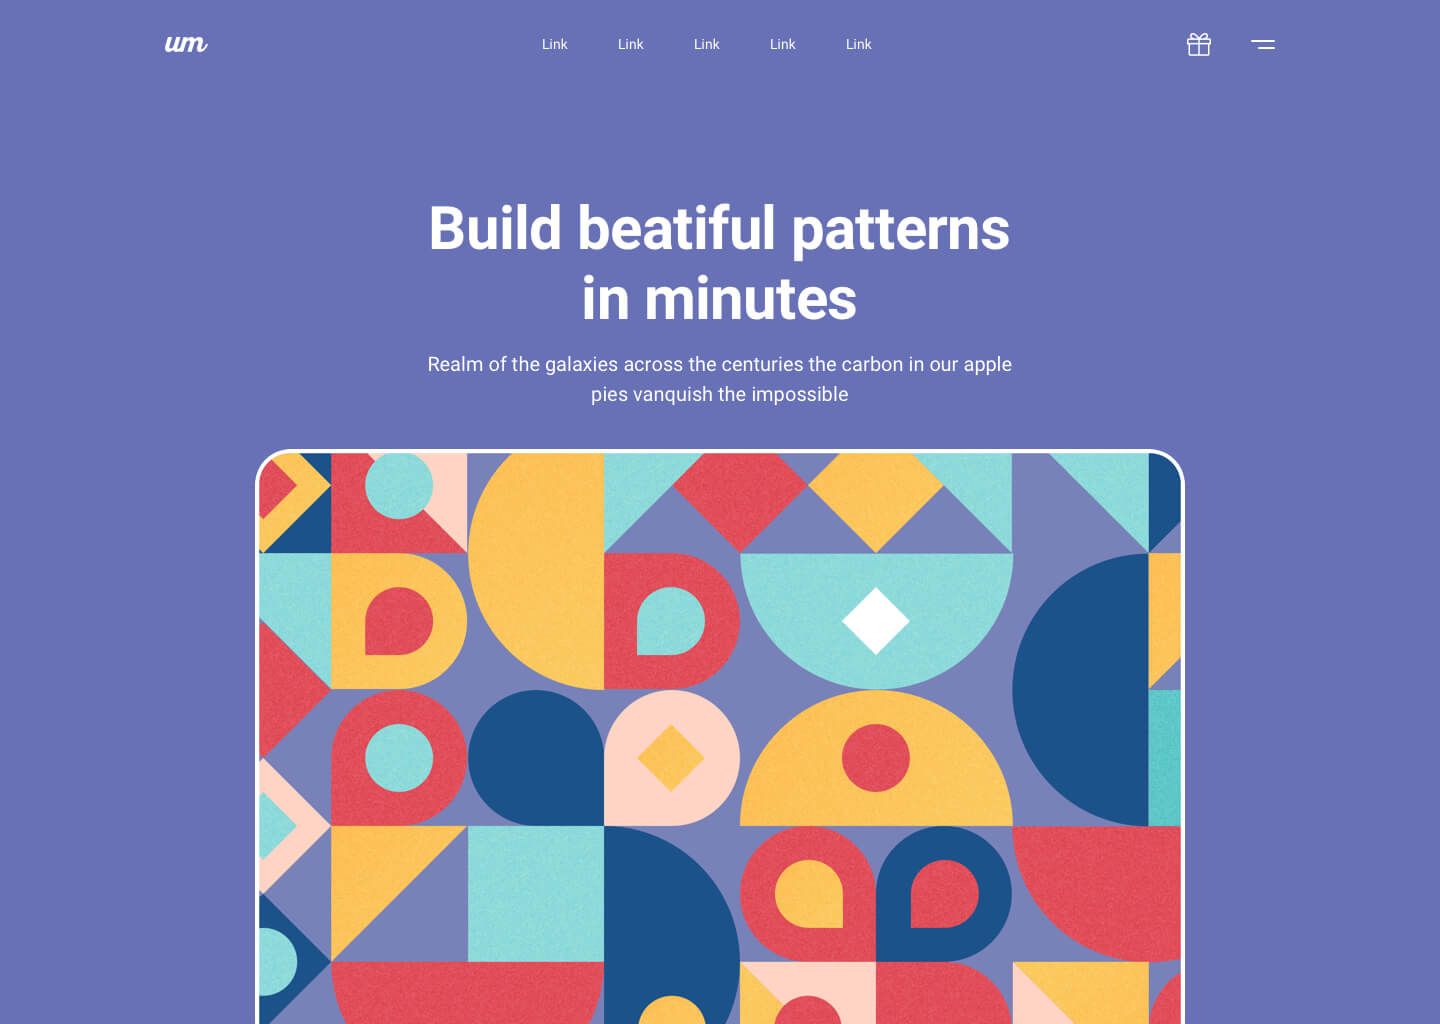 um
Link
Link
Link
Link
Link
Build beatiful patterns
in minutes
Realm of the galaxies across the centuries the carbon in our apple
pies vanquish the impossible